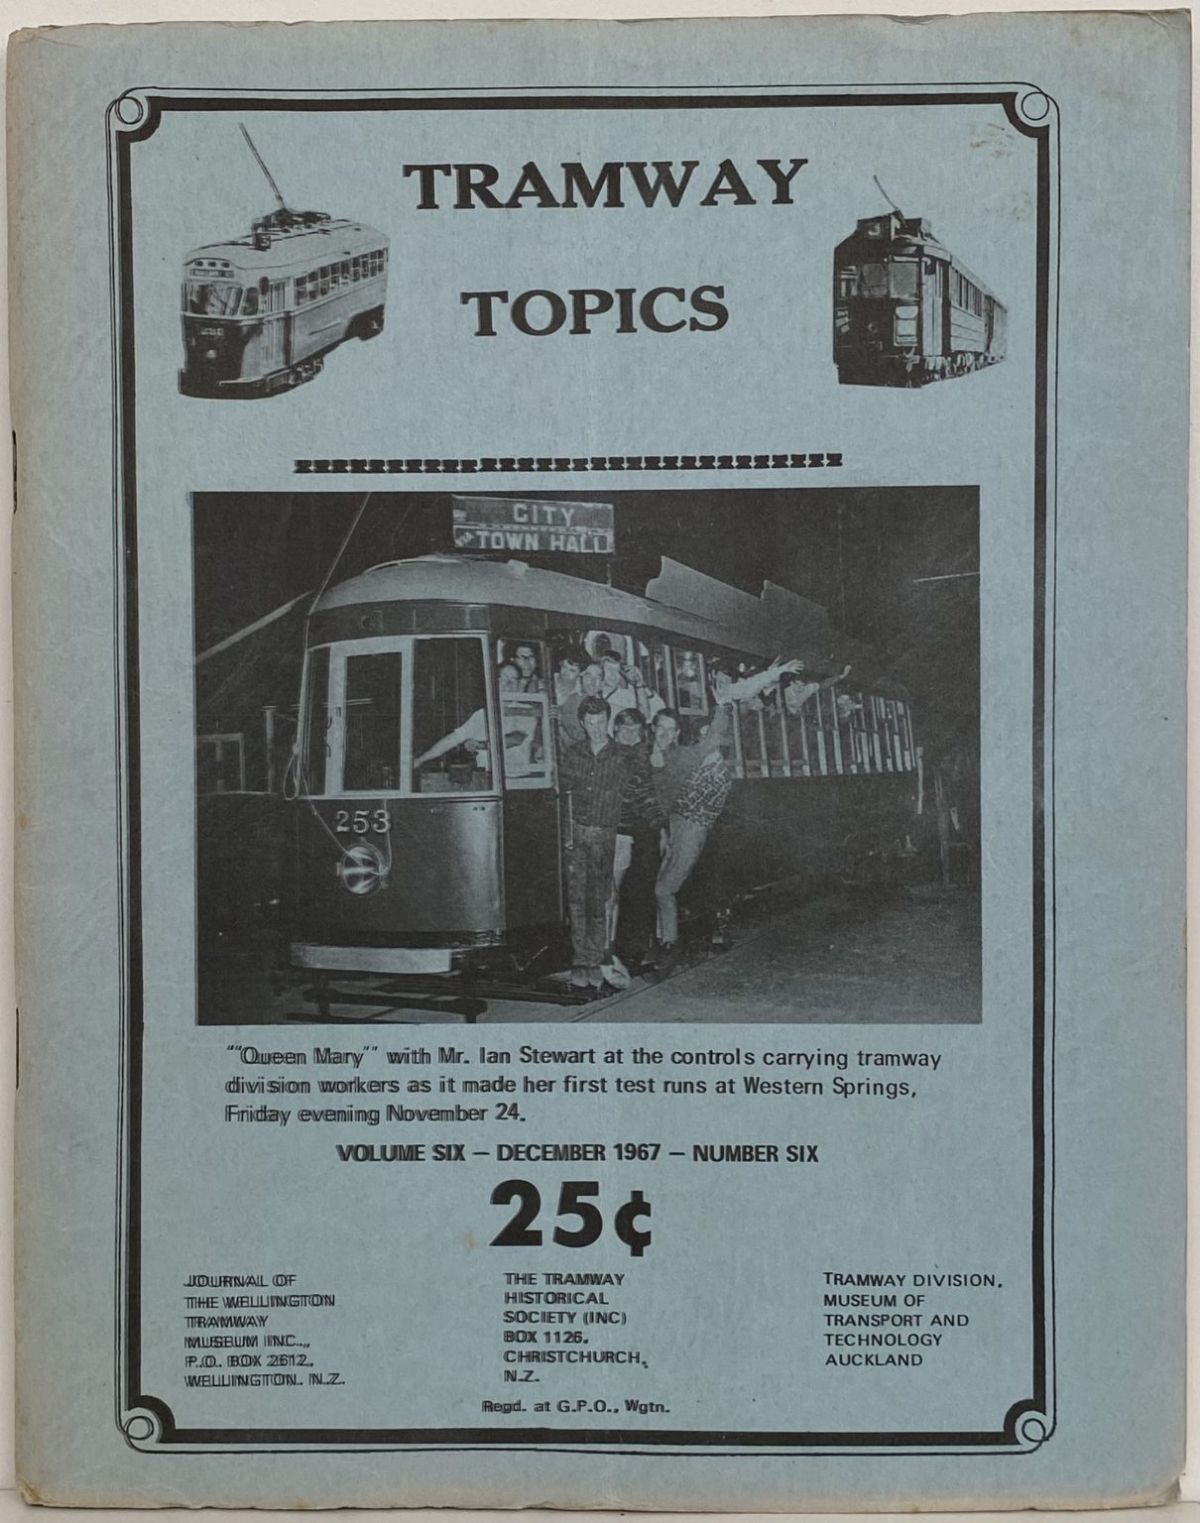 TRAMWAY
TOPICS
CITY
TOWN HALL
253
""Queen Mary"" with Mr. Ian Stewart at the controls carrying tramway
division workers as it made her first test runs at Western Springs,
Friday evening November 24.
VOLUME SIX – DECEMBER 1967 – NUMBER SIX
25¢
JOURNAL OF
THE WELLINGTON
TRAMWAY
MUSEUM INC.,
P.O. BOX 2612,
WELLINGTON. N.Z.
THE TRAMWAY
HISTORICAL
SOCIETY (INC)
BOX 1126,
CHRISTCHURCH,
N.Z.
TRAMWAY DIVISION,
MUSEUM OF
TRANSPORT AND
TECHNOLOGY
AUCKLAND
Regd. at G.P.O., Wgtn.